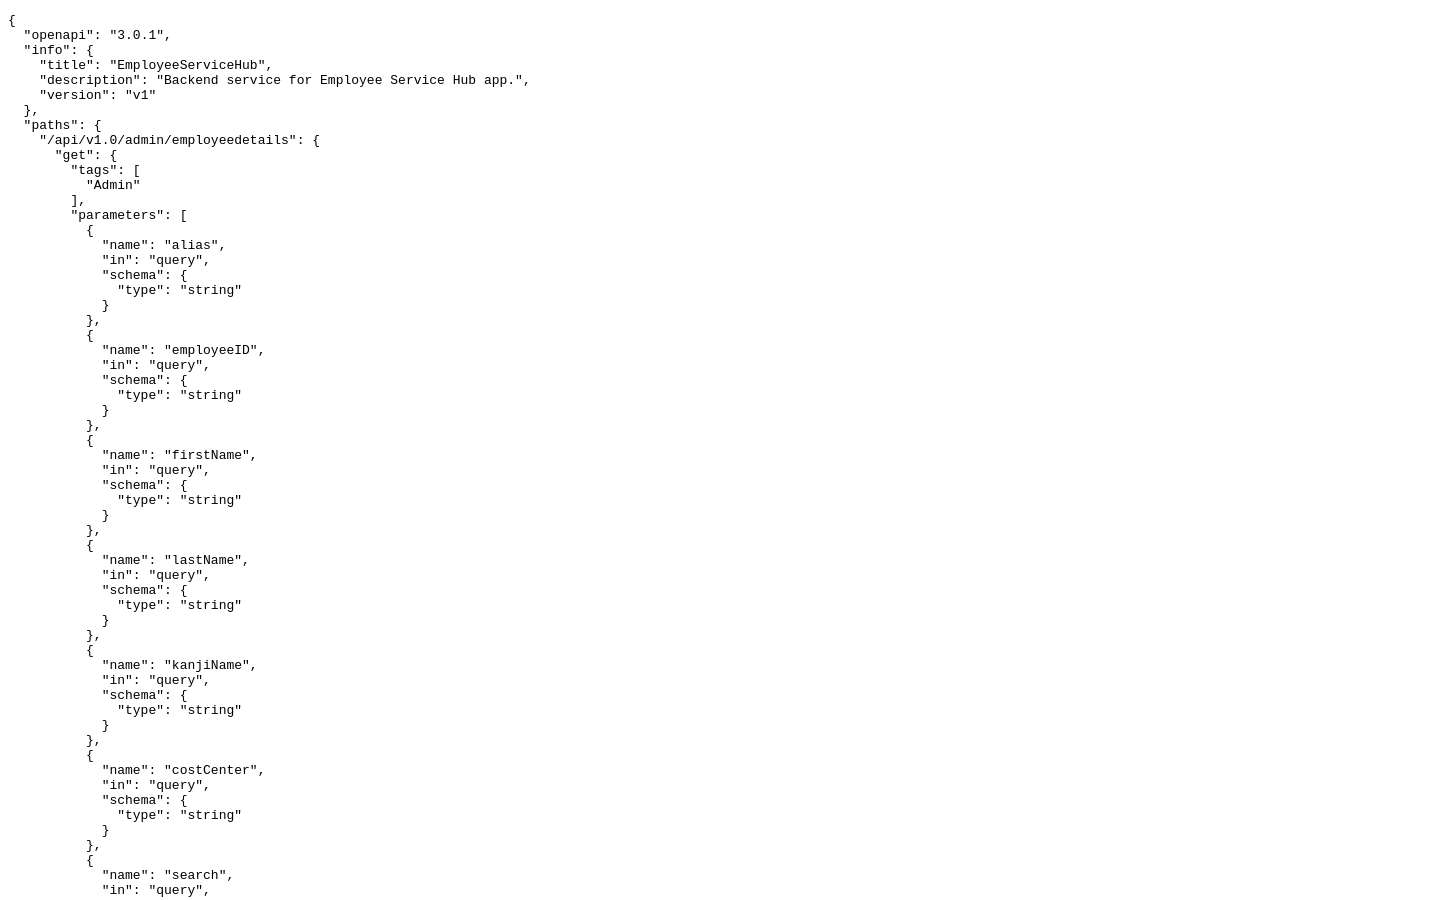 {
  "openapi": "3.0.1",
  "info": {
    "title": "EmployeeServiceHub",
    "description": "Backend service for Employee Service Hub app.",
    "version": "v1"
  },
  "paths": {
    "/api/v1.0/admin/employeedetails": {
      "get": {
        "tags": [
          "Admin"
        ],
        "parameters": [
          {
            "name": "alias",
            "in": "query",
            "schema": {
              "type": "string"
            }
          },
          {
            "name": "employeeID",
            "in": "query",
            "schema": {
              "type": "string"
            }
          },
          {
            "name": "firstName",
            "in": "query",
            "schema": {
              "type": "string"
            }
          },
          {
            "name": "lastName",
            "in": "query",
            "schema": {
              "type": "string"
            }
          },
          {
            "name": "kanjiName",
            "in": "query",
            "schema": {
              "type": "string"
            }
          },
          {
            "name": "costCenter",
            "in": "query",
            "schema": {
              "type": "string"
            }
          },
          {
            "name": "search",
            "in": "query",